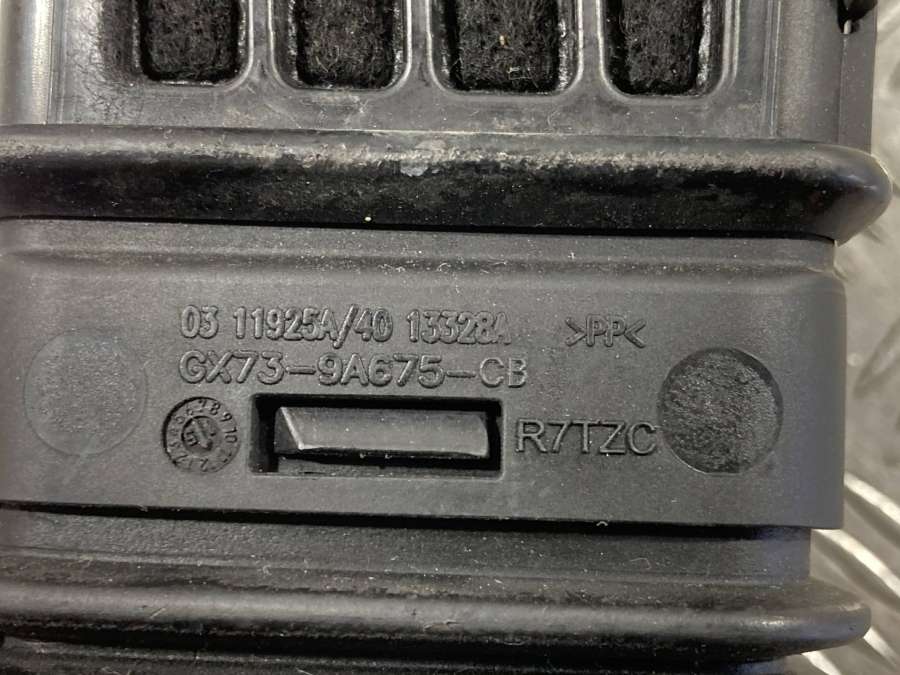 03 11925A/40 13328A >PP<
GX73-9A675-CB
R7TZC